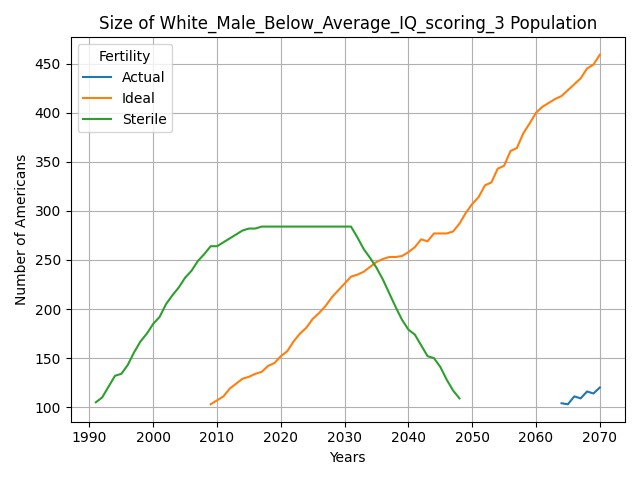 Size of White_Male_Below_Average_IQ_scoring_3 Population
Fertility
Actual
Ideal
Sterile
450
400
350
300
250
200
150
100
Number of Americans
1990 2000 2010 2020 2030 2040 2050 2060 2070
Years